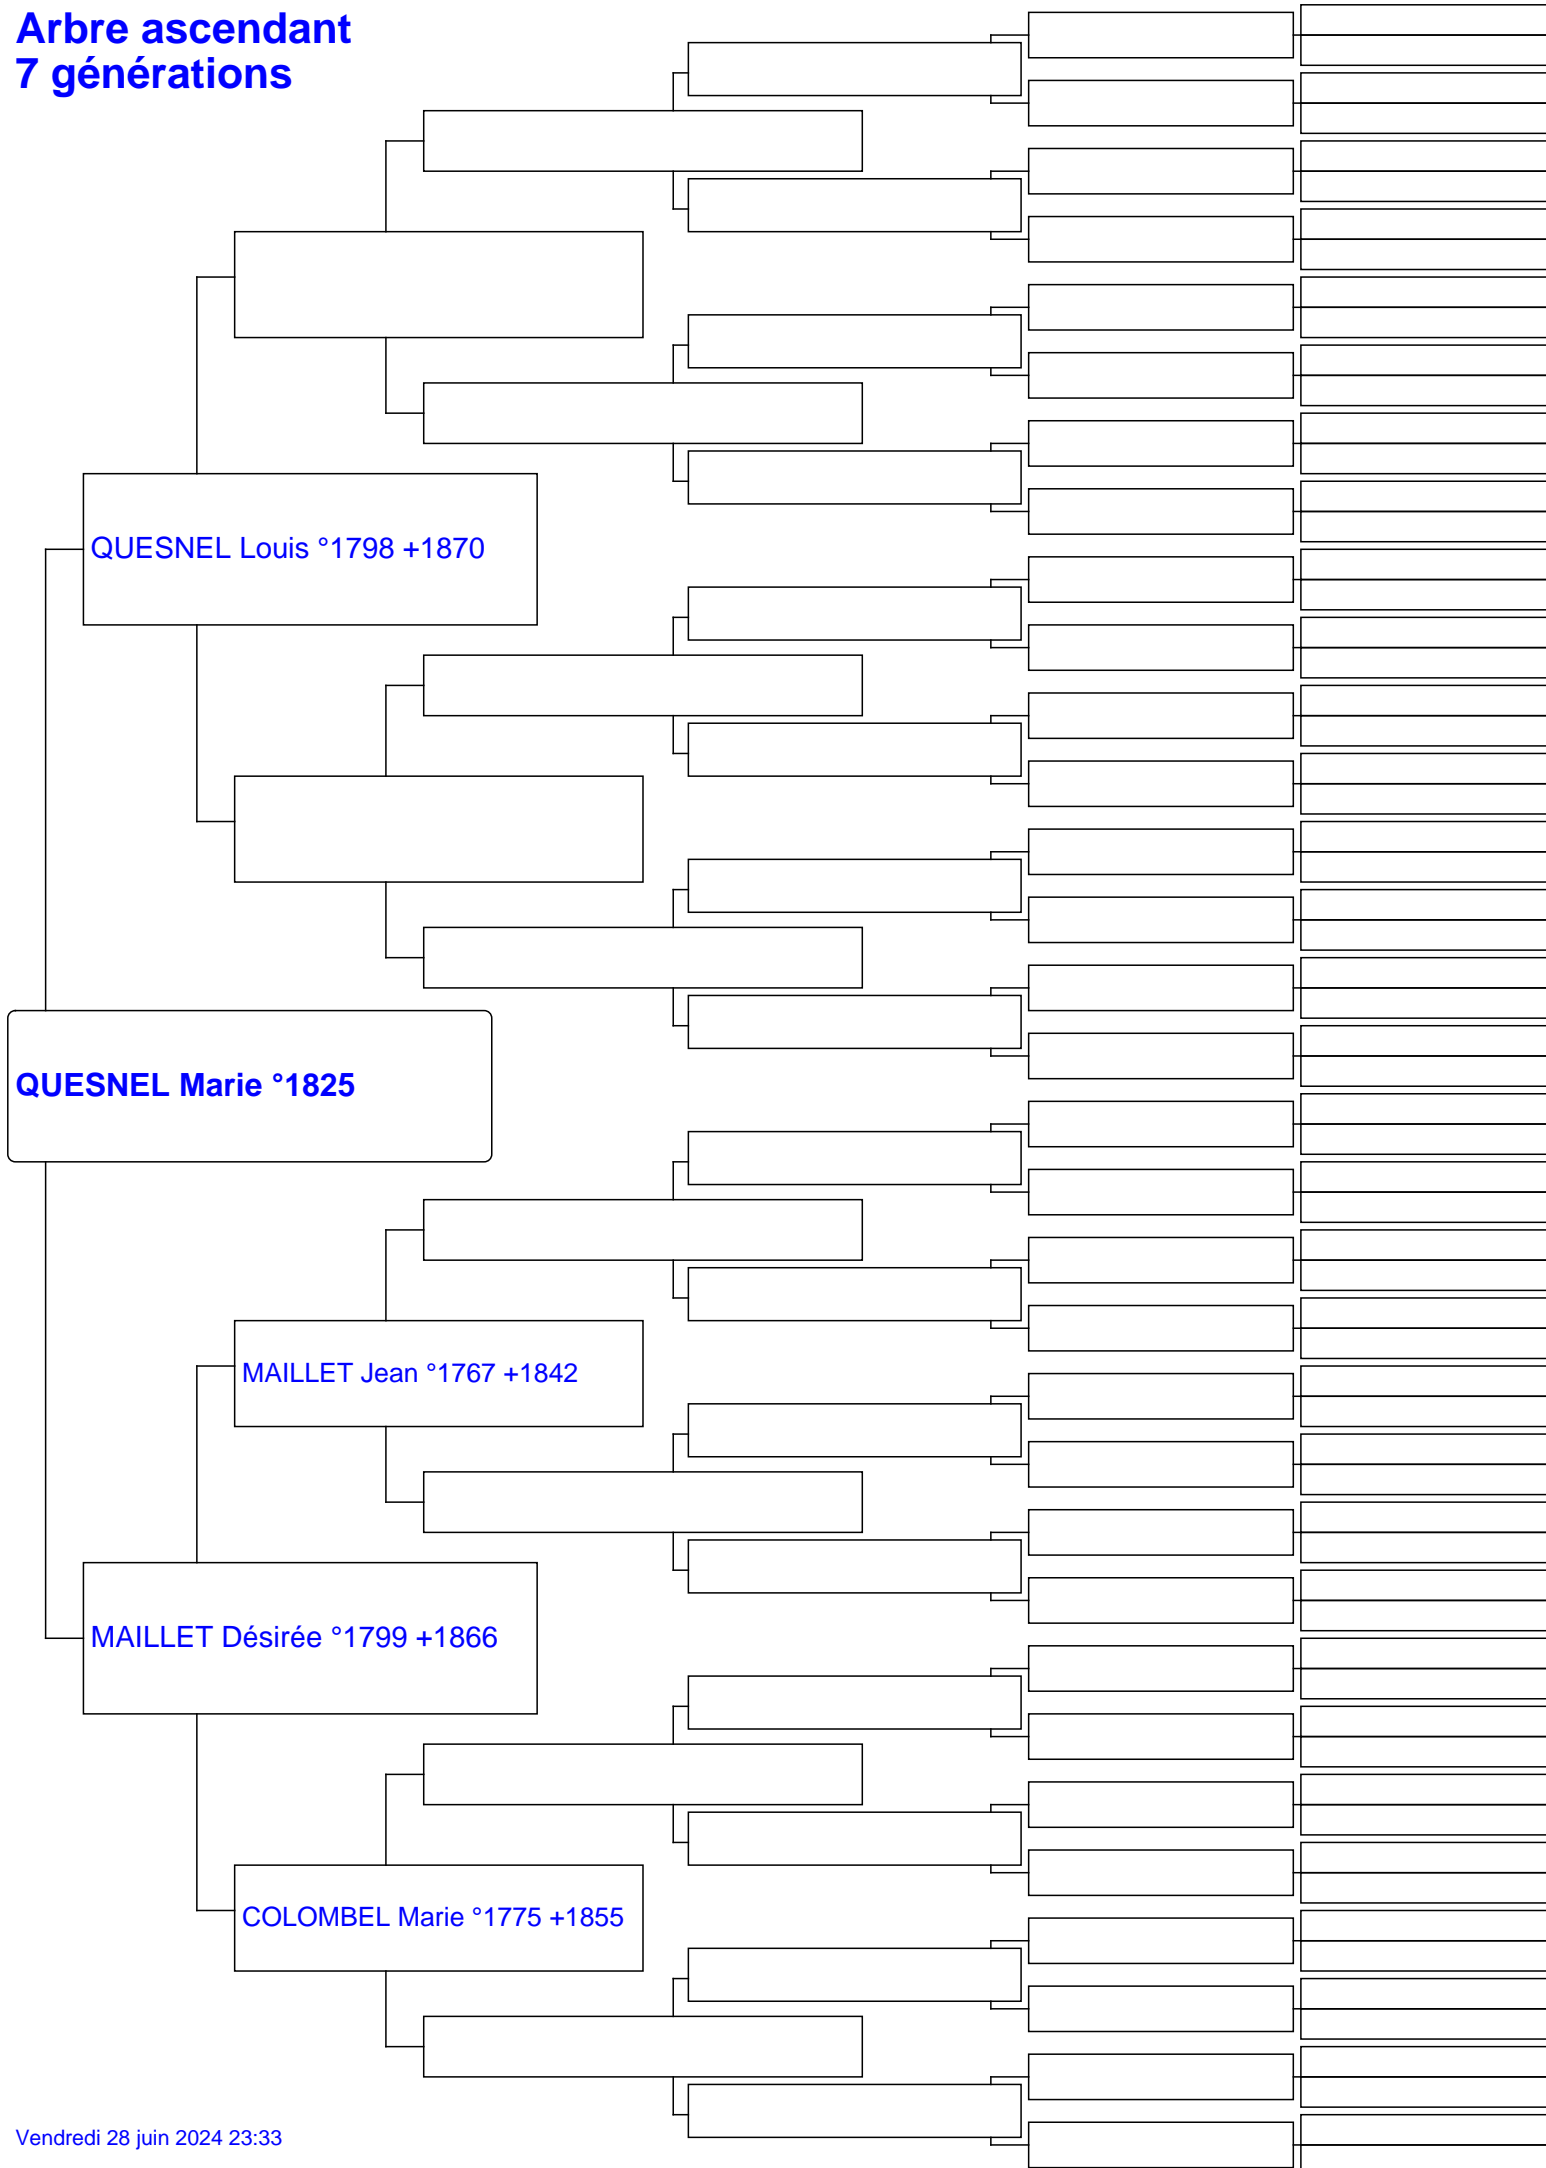 Arbre ascendant
7 générations
QUESNEL Louis °1798 +1870
QUESNEL Marie °1825
MAILLET Jean °1767 +1842
MAILLET Désirée °1799 +1866
COLOMBEL Marie °1775 +1855
Vendredi 28 juin 2024 23:33